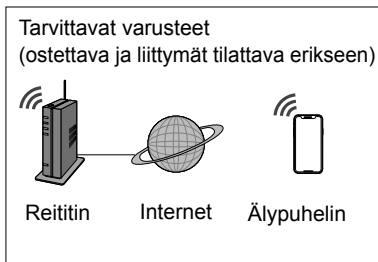 Tarvittavat varusteet
(ostettava ja liittymät tilattava erikseen)
Reititin Internet Älypuhelin